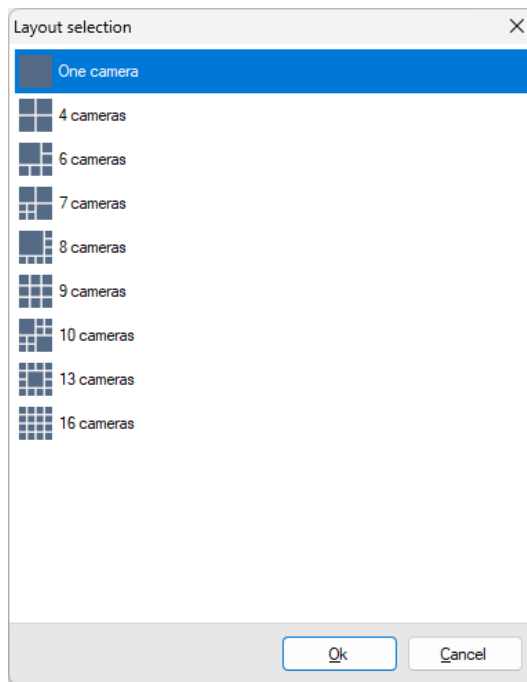 Layout selection
One camera
4 cameras
6 cameras
7 cameras
8 cameras
9 cameras
10 cameras
13 cameras
16 cameras
Ok
Cancel